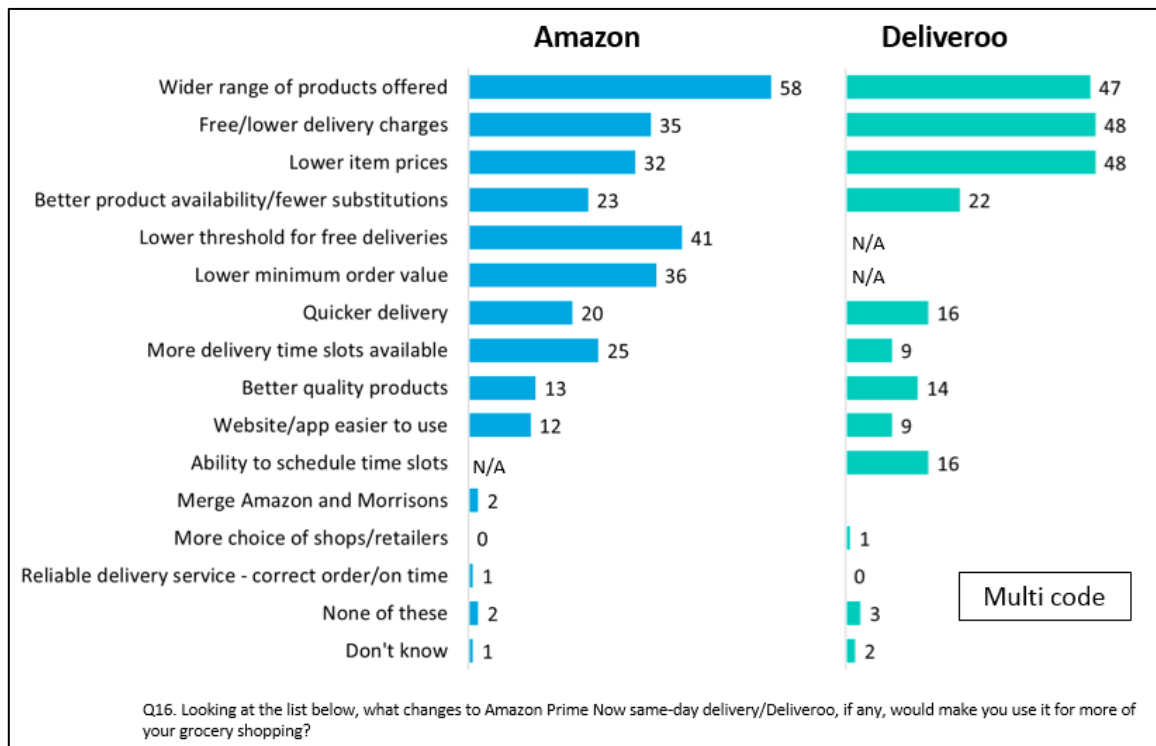 Amazon Deliveroo
Wider range of products offered 58 47
Free/lower delivery charges 35 48
Lower item prices 32 48
Better product availability/fewer substitutions 23 22
Lower threshold for free deliveries 41 N/A
Lower minimum order value 36 N/A
Quicker delivery 20 16
More delivery time slots available 25 9
Better quality products 13 14
Website/app easier to use 12 9
Ability to schedule time slots N/A 16
Merge Amazon and Morrisons 2
More choice of shops/retailers 0 1
Reliable delivery service - correct order/on time 1 0
Multi code
None of these 2 3
Don't know 1 2
Q16. Looking at the list below, what changes to Amazon Prime Now same-day delivery/Deliveroo, if any, would make you use it for more of
your grocery shopping?